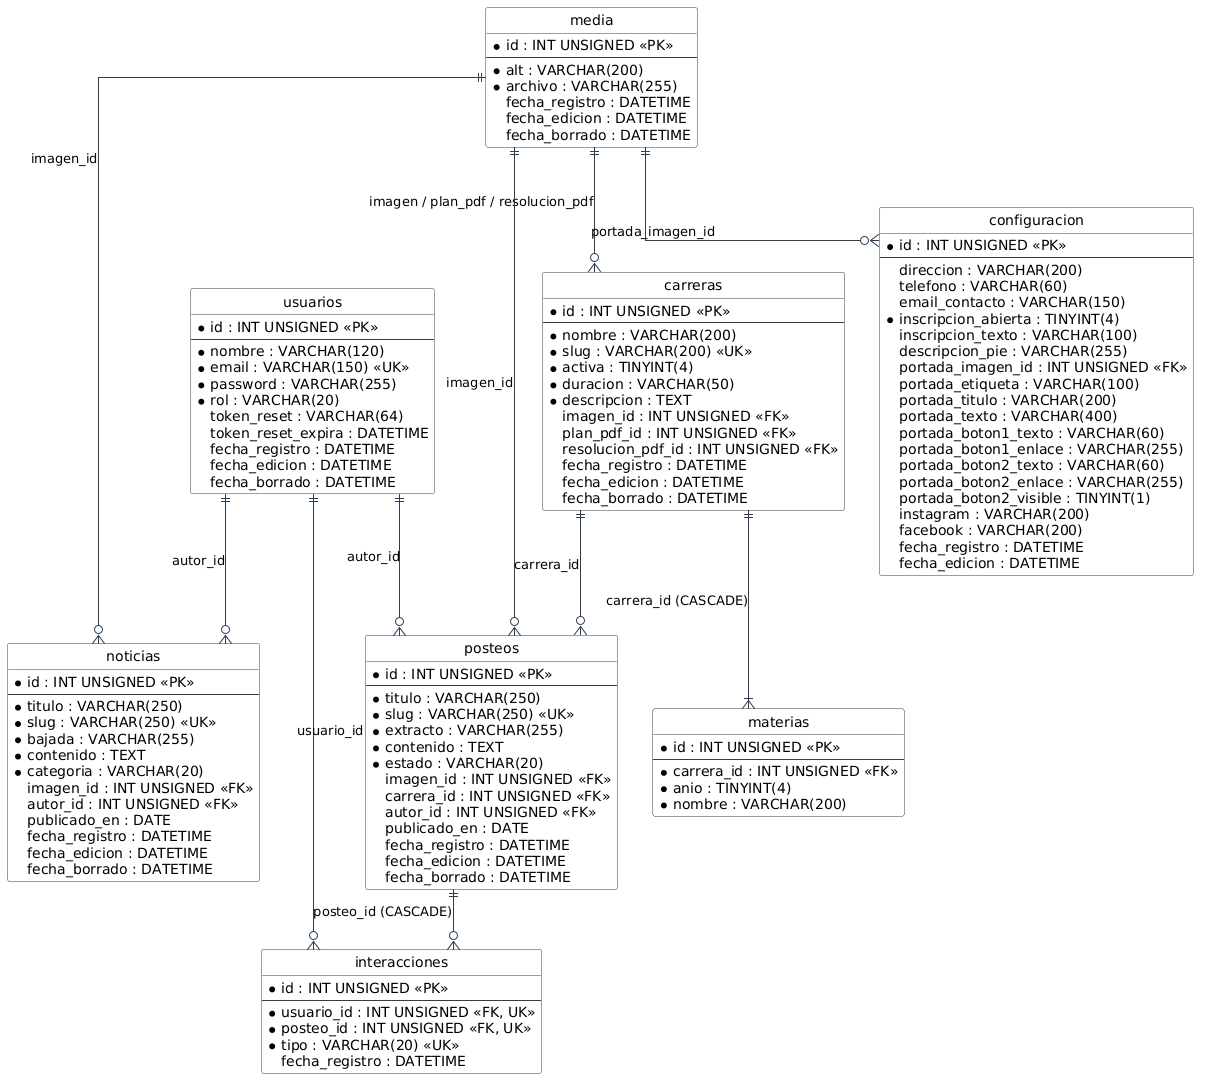 media
id : INT UNSIGNED «PK»
alt : VARCHAR(200)
archivo : VARCHAR(255)
fecha_registro : DATETIME
fecha_edicion : DATETIME
fecha_borrado : DATETIME
imagen_id
imagen / plan_pdf / resolucion_pdf
portada_imagen_id
configuracion
id : INT UNSIGNED «PK»
direccion : VARCHAR(200)
telefono : VARCHAR(60)
email_contacto : VARCHAR(150)
inscripcion_abierta : TINYINT(4)
inscripcion_texto : VARCHAR(100)
descripcion_pie : VARCHAR(255)
portada_imagen_id : INT UNSIGNED «FK»
portada_etiqueta : VARCHAR(100)
portada_titulo : VARCHAR(200)
portada_texto : VARCHAR(400)
portada_boton1_texto : VARCHAR(60)
portada_boton1_enlace : VARCHAR(255)
portada_boton2_texto : VARCHAR(60)
portada_boton2_enlace : VARCHAR(255)
portada_boton2_visible : TINYINT(1)
instagram : VARCHAR(200)
facebook : VARCHAR(200)
fecha_registro : DATETIME
fecha_edicion : DATETIME
usuarios
id : INT UNSIGNED «PK»
nombre : VARCHAR(120)
email : VARCHAR(150) «UK»
password : VARCHAR(255)
rol : VARCHAR(20)
token_reset : VARCHAR(64)
token_reset_expira : DATETIME
fecha_registro : DATETIME
fecha_edicion : DATETIME
fecha_borrado : DATETIME
imagen_id
carreras
id : INT UNSIGNED «PK»
nombre : VARCHAR(200)
slug : VARCHAR(200) «UK»
activa : TINYINT(4)
duracion : VARCHAR(50)
descripcion : TEXT
imagen_id : INT UNSIGNED «FK»
plan_pdf_id : INT UNSIGNED «FK»
resolucion_pdf_id : INT UNSIGNED «FK»
fecha_registro : DATETIME
fecha_edicion : DATETIME
fecha_borrado : DATETIME
autor_id
autor_id
carrera_id
carrera_id (CASCADE)
noticias
id : INT UNSIGNED «PK»
titulo : VARCHAR(250)
slug : VARCHAR(250) «UK»
bajada : VARCHAR(255)
contenido : TEXT
categoria : VARCHAR(20)
imagen_id : INT UNSIGNED «FK»
autor_id : INT UNSIGNED «FK»
publicado_en : DATE
fecha_registro : DATETIME
fecha_edicion : DATETIME
fecha_borrado : DATETIME
usuario_id
posteos
id : INT UNSIGNED «PK»
titulo : VARCHAR(250)
slug : VARCHAR(250) «UK»
extracto : VARCHAR(255)
contenido : TEXT
estado : VARCHAR(20)
imagen_id : INT UNSIGNED «FK»
carrera_id : INT UNSIGNED «FK»
autor_id : INT UNSIGNED «FK»
publicado_en : DATE
fecha_registro : DATETIME
fecha_edicion : DATETIME
fecha_borrado : DATETIME
materias
id : INT UNSIGNED «PK»
carrera_id : INT UNSIGNED «FK»
anio : TINYINT(4)
nombre : VARCHAR(200)
posteo_id (CASCADE)
interacciones
id : INT UNSIGNED «PK»
usuario_id : INT UNSIGNED «FK, UK»
posteo_id : INT UNSIGNED «FK, UK»
tipo : VARCHAR(20) «UK»
fecha_registro : DATETIME